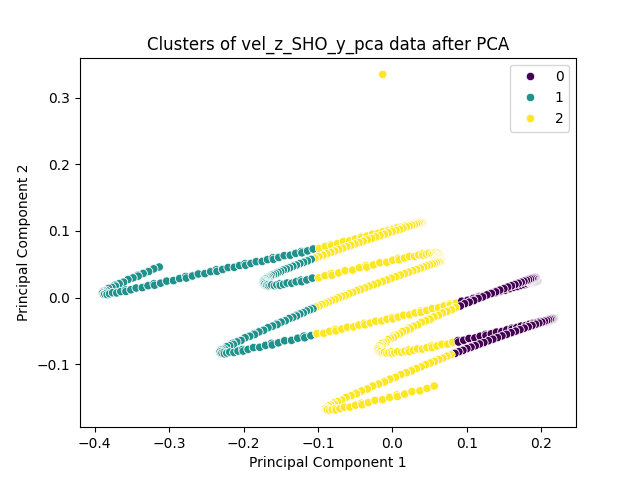 Clusters of vel_z_SHO_y_pca data after PCA
0
1
2
Principal Component 2
0.3
0.2
0.1
0.0
−0.1
−0.4 −0.3 −0.2 −0.1 0.0 0.1 0.2
Principal Component 1